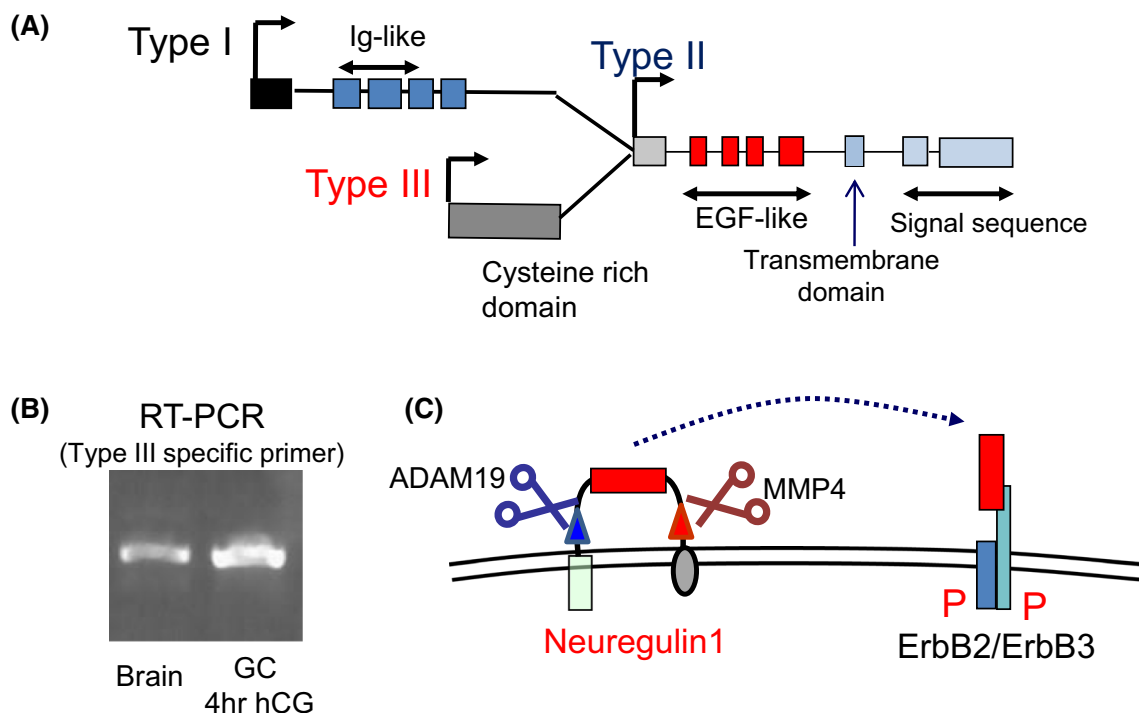 (A)
Type I
Ig-like
Type II
Type III
EGF-like
Signal sequence
Cysteine rich
domain
Transmembrane
domain
(B)
RT-PCR
(Type III specific primer)
Brain
GC
4hr hCG
(C)
ADAM19
MMP4
Neuregulin1
P
P
ErbB2/ErbB3